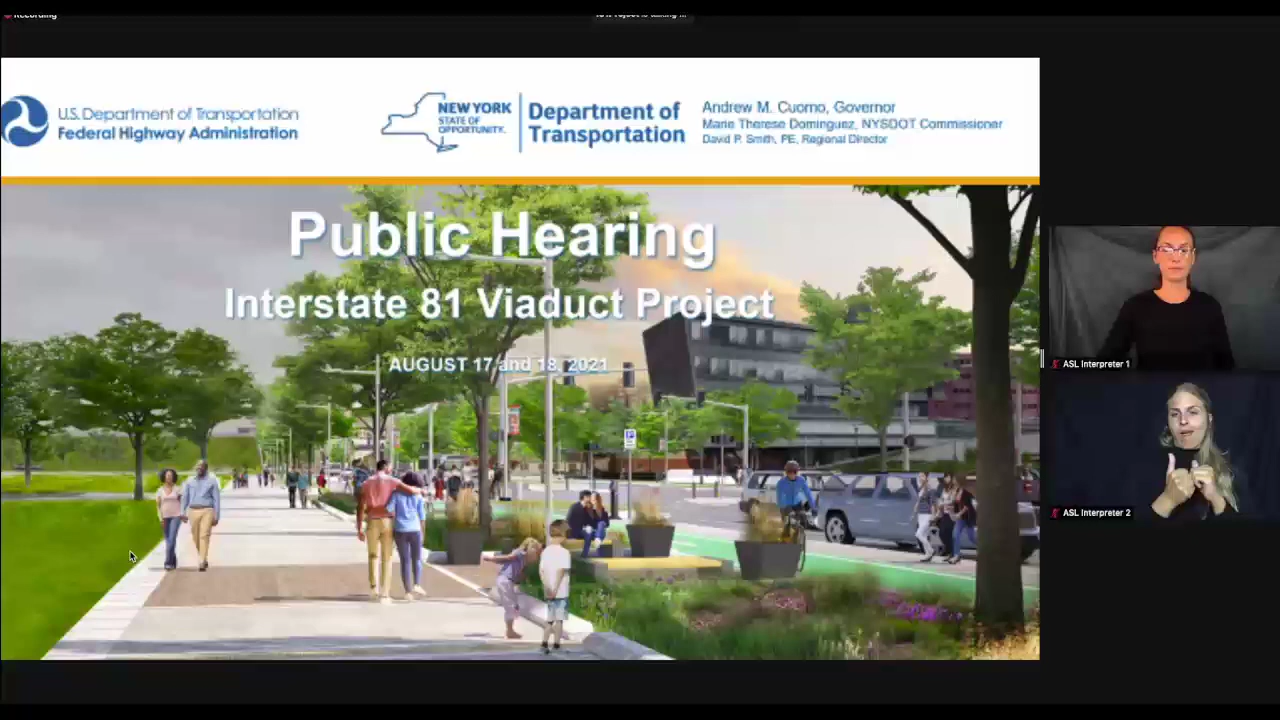 Recording
U.S. Department of Transportation
Federal Highway Administration
NEW YORK
STATE OF
OPPORTUNITY.
Department of
Transportation
Andrew M. Cuomo, Governor
Marie Therese Dominguez, NYSDOT Commissioner
David P. Smith, PE, Regional Director
Public Hearing
Interstate 81 Viaduct Project
AUGUST 17 and 18, 2021
P
ASL Interpreter 1
ASL Interpreter 2